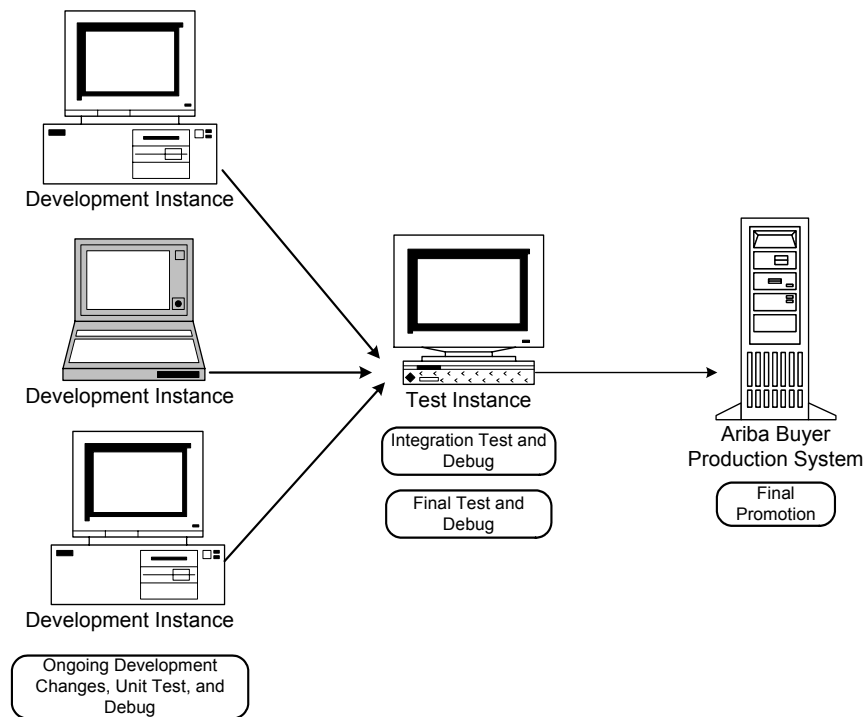 Development Instance
Development Instance
Development Instance
Ongoing Development
Changes, Unit Test, and
Debug
Test Instance
Integration Test and
Debug
Final Test and
Debug
Ariba Buyer
Production System
Final
Promotion